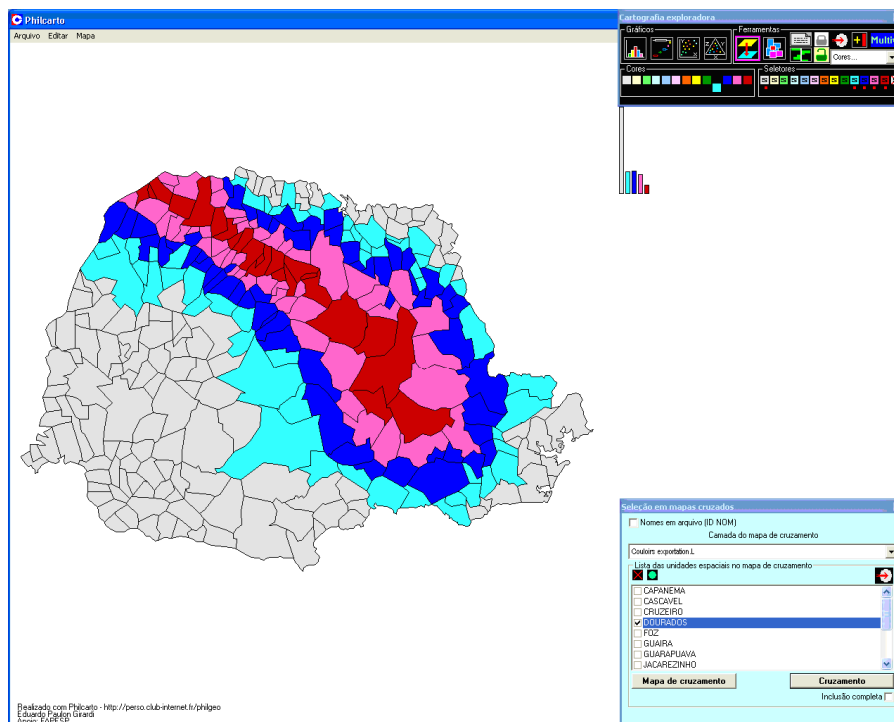 Philcarto
Arquivo Editar Mapa
Cartografia exploradora
Gráficos
Ferramentas
Cores...
Cores
Seletores
Seleção em mapas cruzados
Nomes em arquivo (ID NOM)
Camada do mapa de cruzamento
Couloirs exportation.L
Lista das unidades espaciais no mapa de cruzamento
CAPANEMA
CASCAVEL
CRUZEIRO
DOURADOS
FOZ
GUAIRA
GUARAPUAVA
JACAREZINHO
Mapa de cruzamento
Cruzamento
Inclusão completa
Realizado com Philcarto - http://perso.club-internet.fr/philgeo
Eduardo Paulon Girardi
Apoio: FAPESP